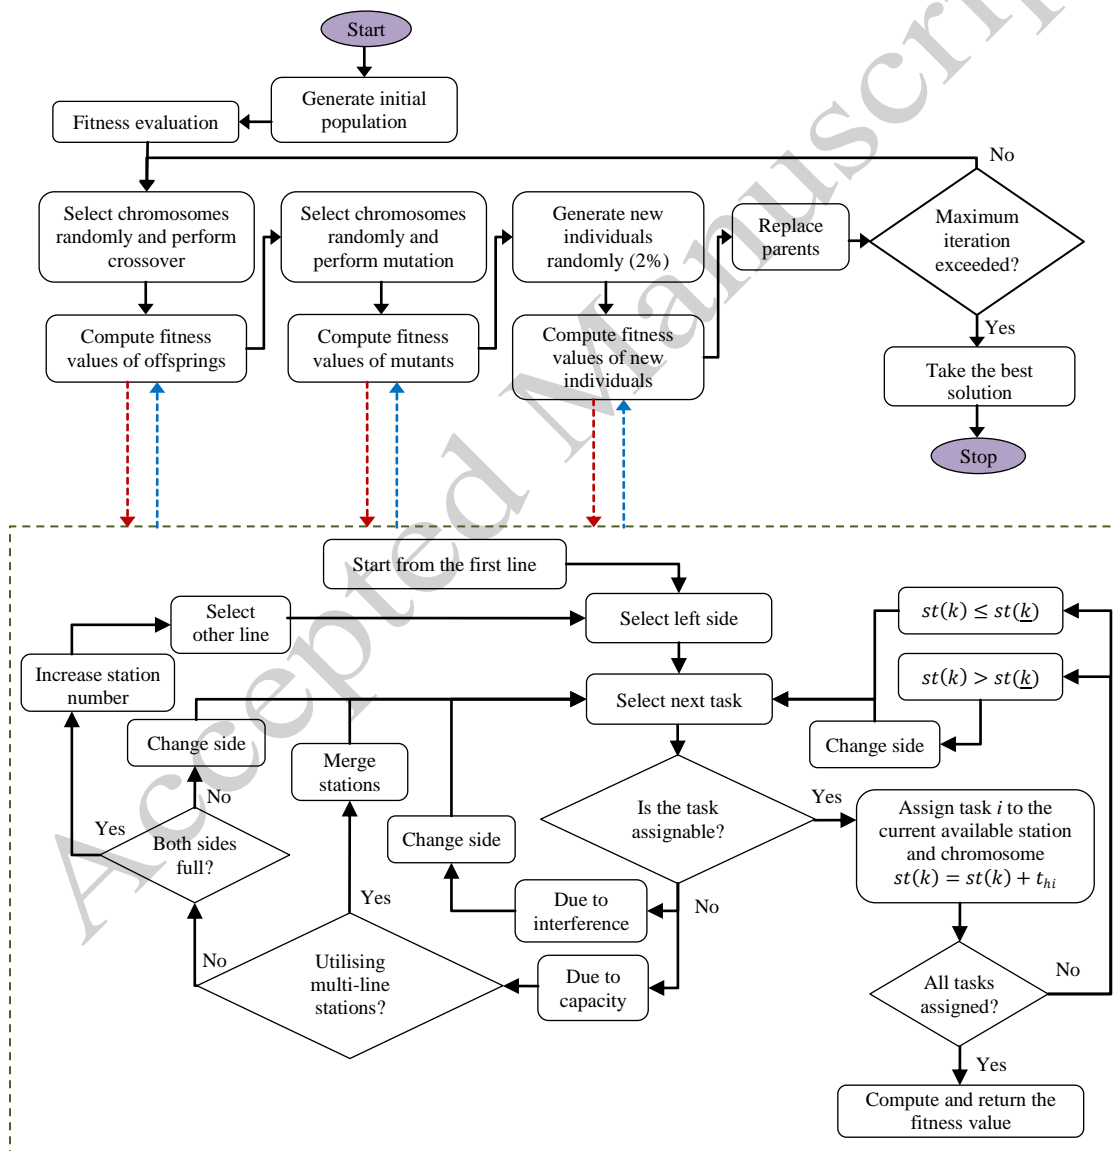 Start
Generate initial
population
Fitness evaluation
No
Select chromosomes
randomly and perform
crossover
Select chromosomes
randomly and
perform mutation
Generate new
individuals
randomly (2%)
Replace
parents
Maximum
iteration
exceeded?
Compute fitness
values of offsprings
Compute fitness
values of mutants
Compute fitness
values of new
individuals
Yes
Take the best
solution
Stop
Accepted Manuscript
Start from the first line
Select
other line
Select left side
st(k) ≤ st(k̲)
Increase station
number
Select next task
st(k) > st(k̲)
Change side
Merge
stations
Change side
No
Yes
Both sides
full?
Change side
Is the task
assignable?
Yes
Assign task i to the
current available station
and chromosome
st(k) = st(k) + t_hi
Yes
Due to
interference
No
No
Utilising
multi-line
stations?
Due to
capacity
All tasks
assigned?
No
Yes
Compute and return the
fitness value